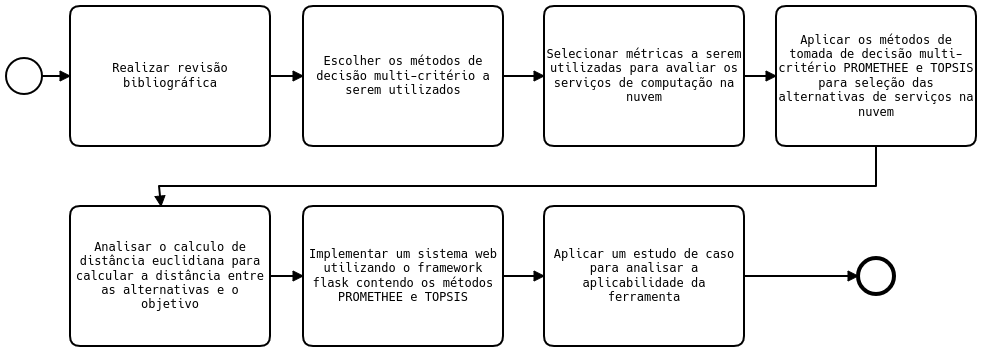 Realizar revisão
bibliográfica
Escolher os métodos de
decisão multi-critério a
serem utilizados
Selecionar métricas a serem
utilizadas para avaliar os
serviços de computação na
nuvem
Aplicar os métodos de
tomada de decisão multi-
critério PROMETHEE e TOPSIS
para seleção das
alternativas de serviços na
nuvem
Analisar o calculo de
distância euclidiana para
calcular a distância entre
as alternativas e o
objetivo
Implementar um sistema web
utilizando o framework
flask contendo os métodos
PROMETHEE e TOPSIS
Aplicar um estudo de caso
para analisar a
aplicabilidade da
ferramenta